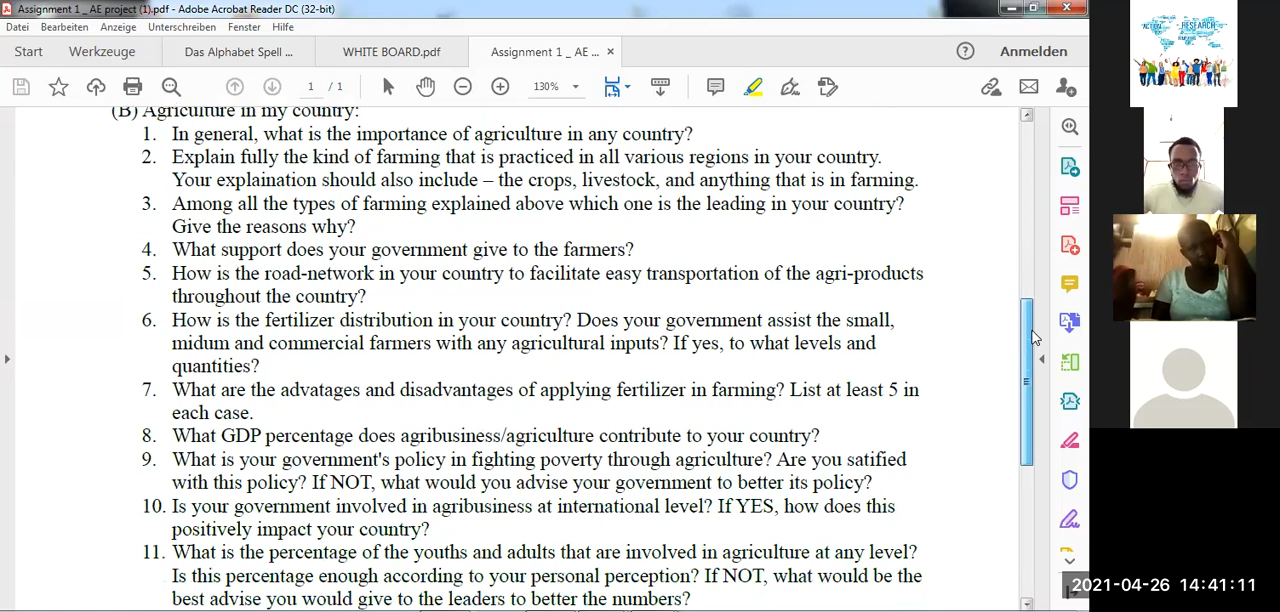 Assignment 1 _ AE project (1).pdf - Adobe Acrobat Reader DC (32-bit)
Datei Bearbeiten Anzeige Unterschreiben Fenster Hilfe
Start Werkzeuge Das Alphabet Spell ... WHITE BOARD.pdf Assignment 1 _ AE ... × Anmelden
1 / 1 130%
(B) Agriculture in my country:
1. In general, what is the importance of agriculture in any country?
2. Explain fully the kind of farming that is practiced in all various regions in your country.
Your explaination should also include – the crops, livestock, and anything that is in farming.
3. Among all the types of farming explained above which one is the leading in your country?
Give the reasons why?
4. What support does your government give to the farmers?
5. How is the road-network in your country to facilitate easy transportation of the agri-products
throughout the country?
6. How is the fertilizer distribution in your country? Does your government assist the small,
midum and commercial farmers with any agricultural inputs? If yes, to what levels and
quantities?
7. What are the advatages and disadvantages of applying fertilizer in farming? List at least 5 in
each case.
8. What GDP percentage does agribusiness/agriculture contribute to your country?
9. What is your government's policy in fighting poverty through agriculture? Are you satified
with this policy? If NOT, what would you advise your government to better its policy?
10. Is your government involved in agribusiness at international level? If YES, how does this
positively impact your country?
11. What is the percentage of the youths and adults that are involved in agriculture at any level?
Is this percentage enough according to your personal perception? If NOT, what would be the
best advise you would give to the leaders to better the numbers?
ACTION RESEARCH
2021-04-26 14:41:11